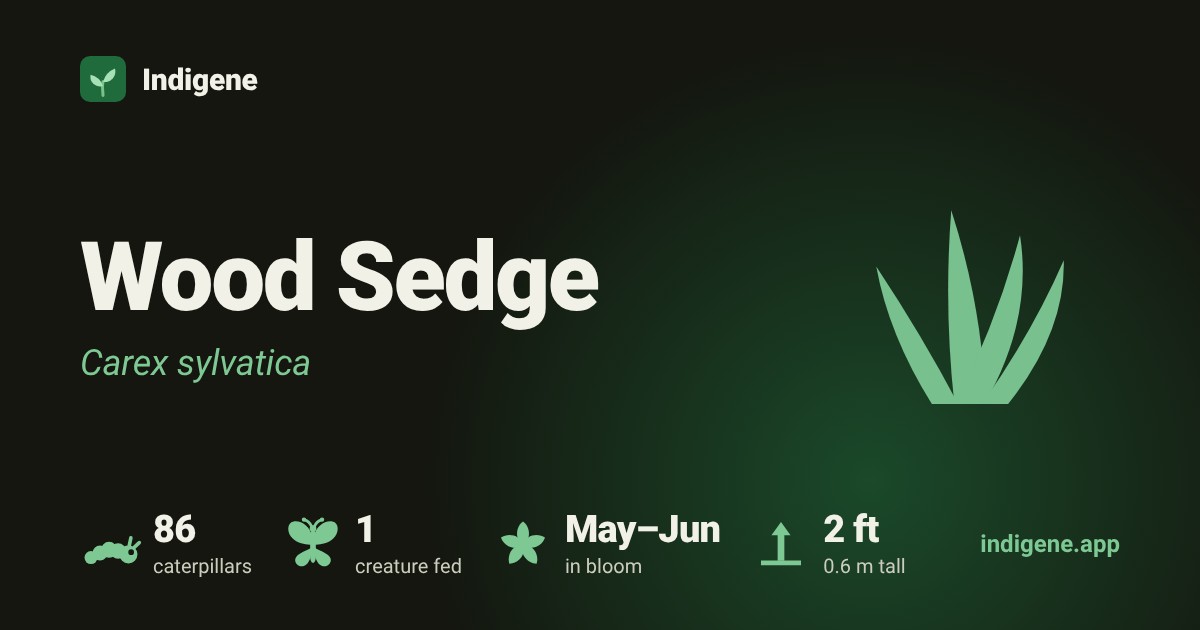 Indigene
Wood Sedge
Carex sylvatica
86
caterpillars
1
creature fed
May–Jun
in bloom
2 ft
0.6 m tall
indigene.app